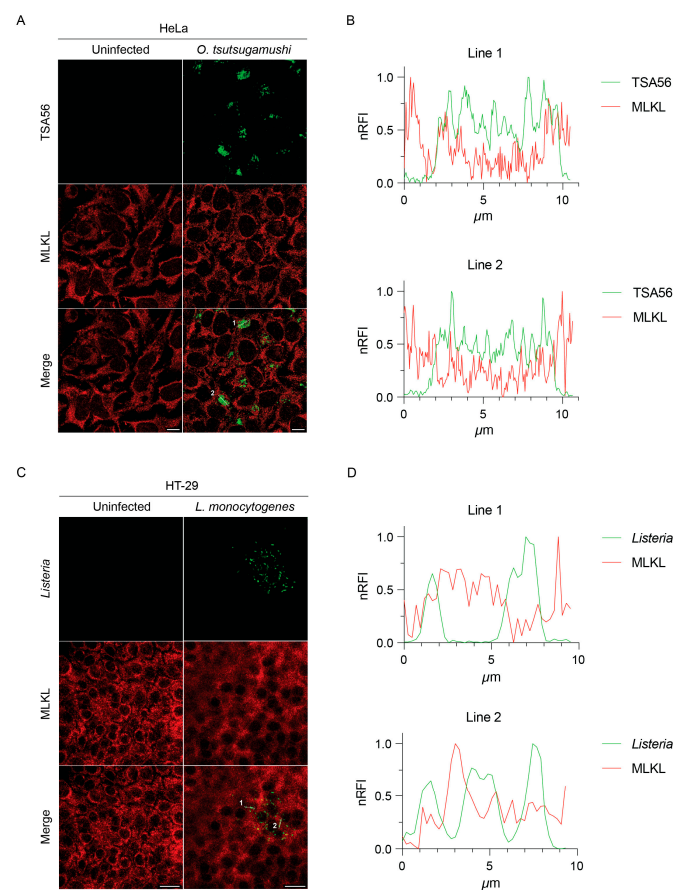 A
HeLa
Uninfected
O. tsutsugamushi
TSA56
MLKL
Merge
1
2
B
Line 1
nRFI
1.0
0.5
0.0
0
5
10
µm
TSA56
MLKL
Line 2
nRFI
1.0
0.5
0.0
0
5
10
µm
TSA56
MLKL
C
HT-29
Uninfected
L. monocytogenes
Listeria
MLKL
Merge
1
2
D
Line 1
nRFI
1.0
0.5
0.0
0
5
10
µm
Listeria
MLKL
Line 2
nRFI
1.0
0.5
0.0
0
5
10
µm
Listeria
MLKL